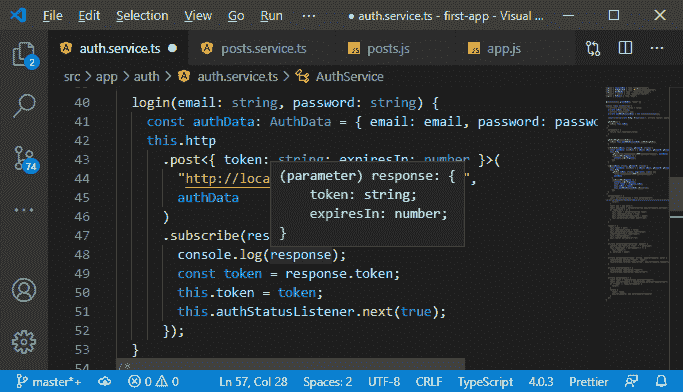 File Edit View Go Run ··· ● auth.service.ts - first-app - Visual ...
auth.service.ts ● posts.service.ts posts.js app.js
src > app > auth > auth.service.ts > AuthService
40 login(email: string, password: string) {
41 const authData: AuthData = { email: email, password: passwo
42 this.http
43 .post<{ token: string; expiresIn: number }>(
44 "http://loca ",
45 authData
46 )
47 .subscribe(res
48 console.log(response);
49 const token = response.token;
50 this.token = token;
51 this.authStatusListener.next(true);
52 });
53 }
54 /*
(parameter) response: {
token: string;
expiresIn: number;
}
2
74
master*+ 0 0 Ln 57, Col 28 Spaces: 2 UTF-8 CRLF TypeScript 4.0.3 Prettier